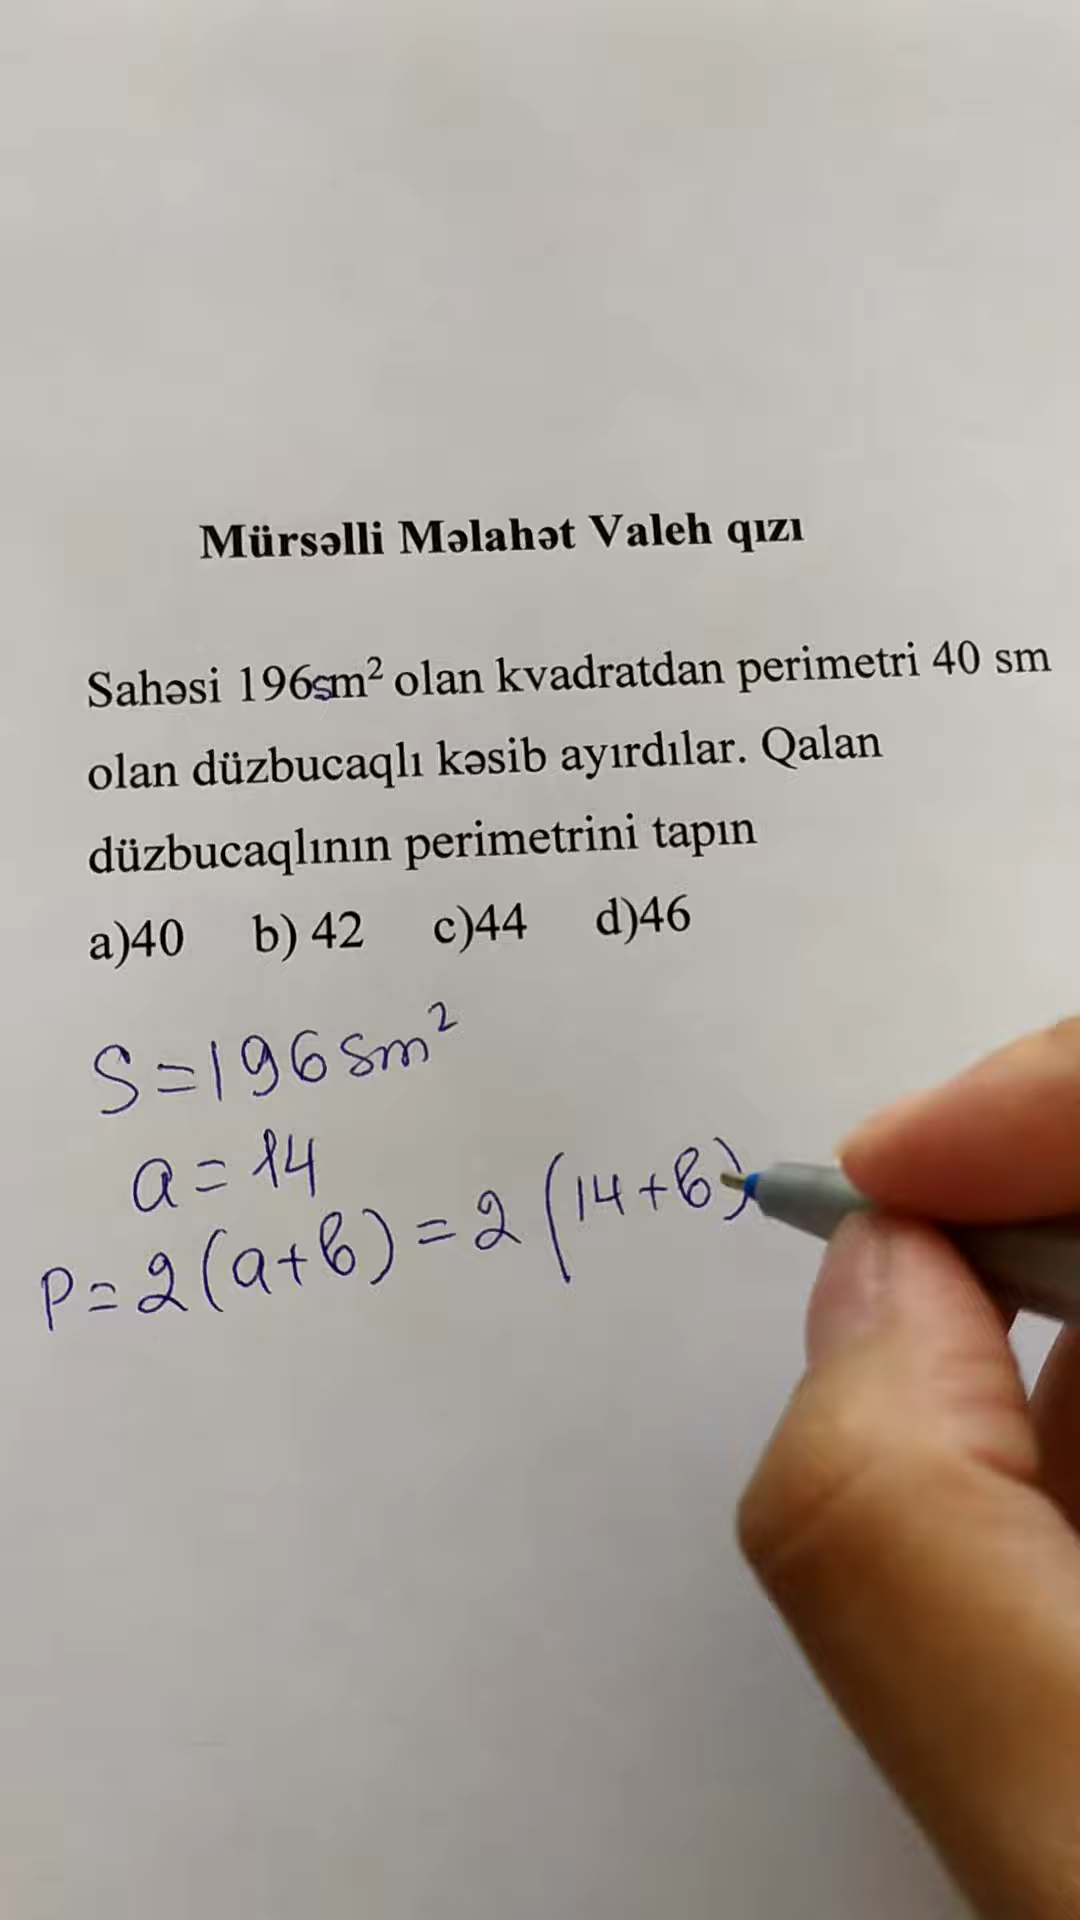 Mürsəlli Məlahət Valeh qızı
Sahəsi 196sm² olan kvadratdan perimetri 40 sm
olan düzbucaqlı kəsib ayırdılar. Qalan
düzbucaqlının perimetrini tapın
a)40 b) 42 c)44 d)46
S=196sm²
a=14
P=2(a+b)=2(14+b)